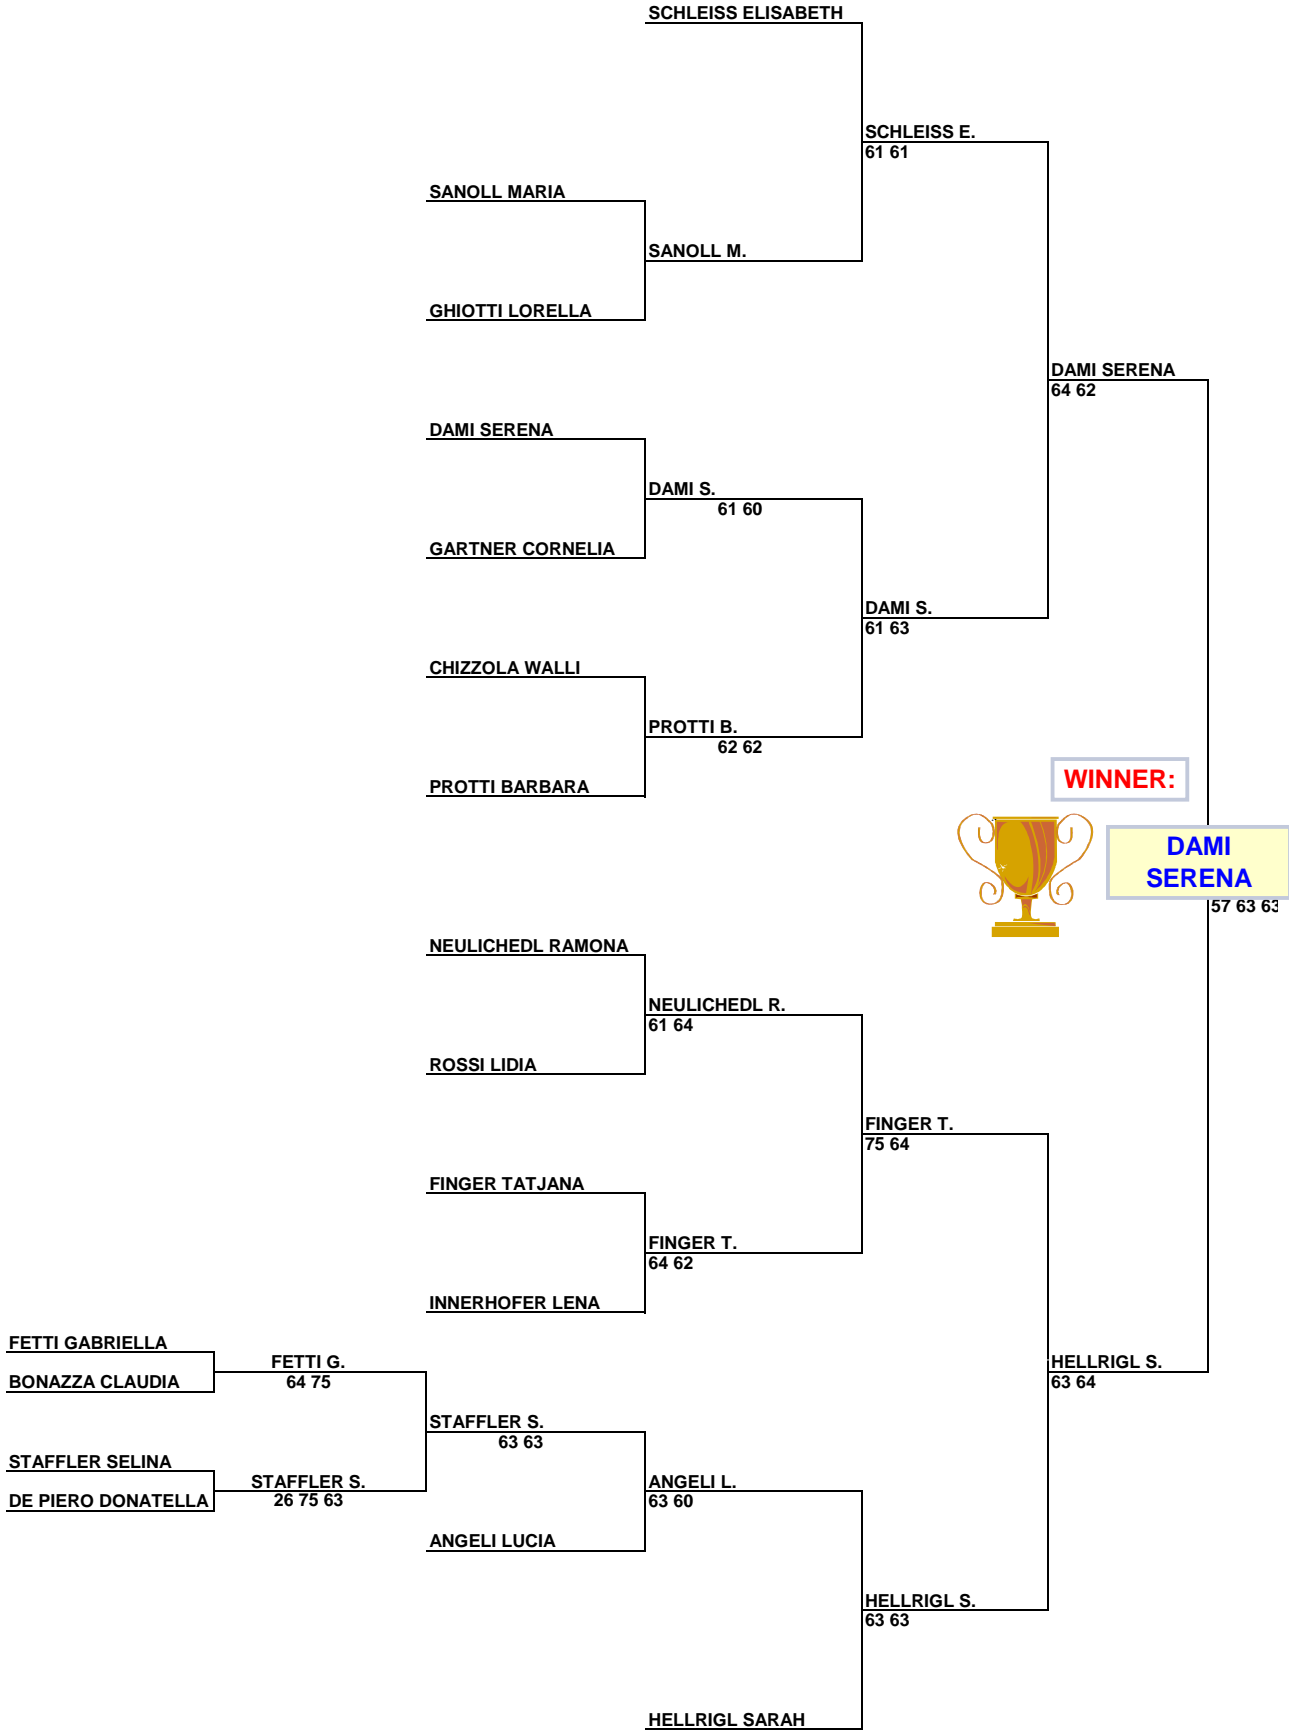 SCHLEISS ELISABETH
SCHLEISS E.
61 61
SANOLL MARIA
SANOLL M.
GHIOTTI LORELLA
DAMI SERENA
64 62
DAMI SERENA
DAMI S.
61 60
GARTNER CORNELIA
DAMI S.
61 63
CHIZZOLA WALLI
PROTTI B.
62 62
PROTTI BARBARA
WINNER:
DAMI
SERENA
57 63 63
NEULICHEDL RAMONA
NEULICHEDL R.
61 64
ROSSI LIDIA
FINGER T.
75 64
FINGER TATJANA
FINGER T.
64 62
INNERHOFER LENA
FETTI GABRIELLA
FETTI G.
64 75
BONAZZA CLAUDIA
HELLRIGL S.
63 64
STAFFLER S.
63 63
STAFFLER SELINA
STAFFLER S.
26 75 63
DE PIERO DONATELLA
ANGELI L.
63 60
ANGELI LUCIA
HELLRIGL S.
63 63
HELLRIGL SARAH